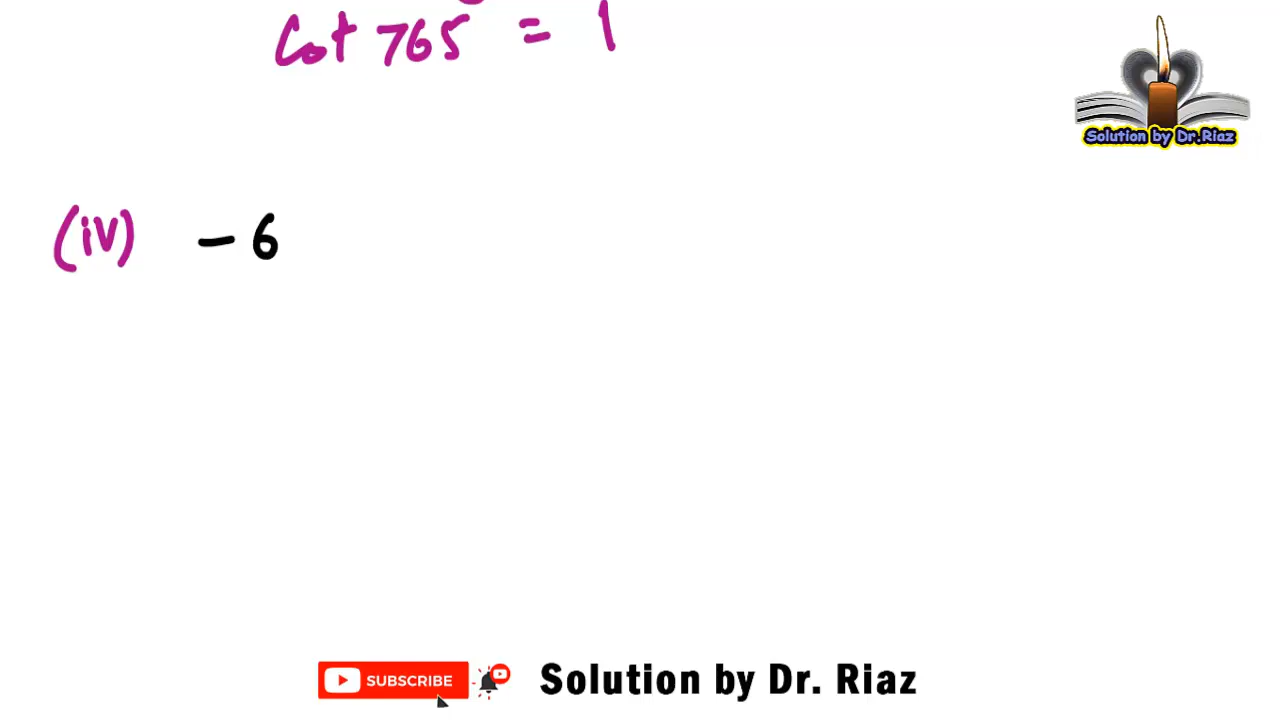 Cot 765 = 1
Solution by Dr.Riaz
(iv) - 6
SUBSCRIBE
Solution by Dr. Riaz